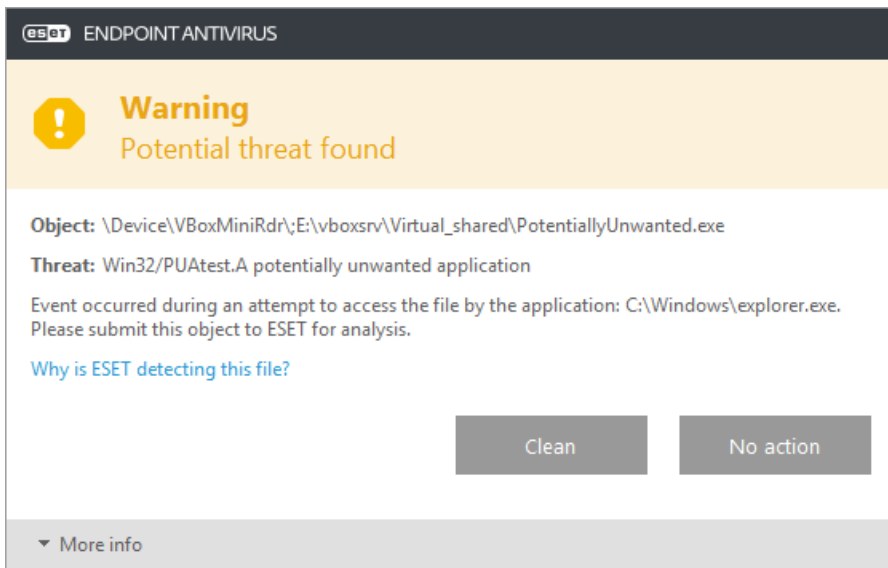 eset ENDPOINT ANTIVIRUS
Warning
Potential threat found
Object: \Device\VBoxMiniRdr\;E:\vboxsrv\Virtual_shared\PotentiallyUnwanted.exe
Threat: Win32/PUAtest.A potentially unwanted application
Event occurred during an attempt to access the file by the application: C:\Windows\explorer.exe.
Please submit this object to ESET for analysis.
Why is ESET detecting this file?
Clean No action
More info